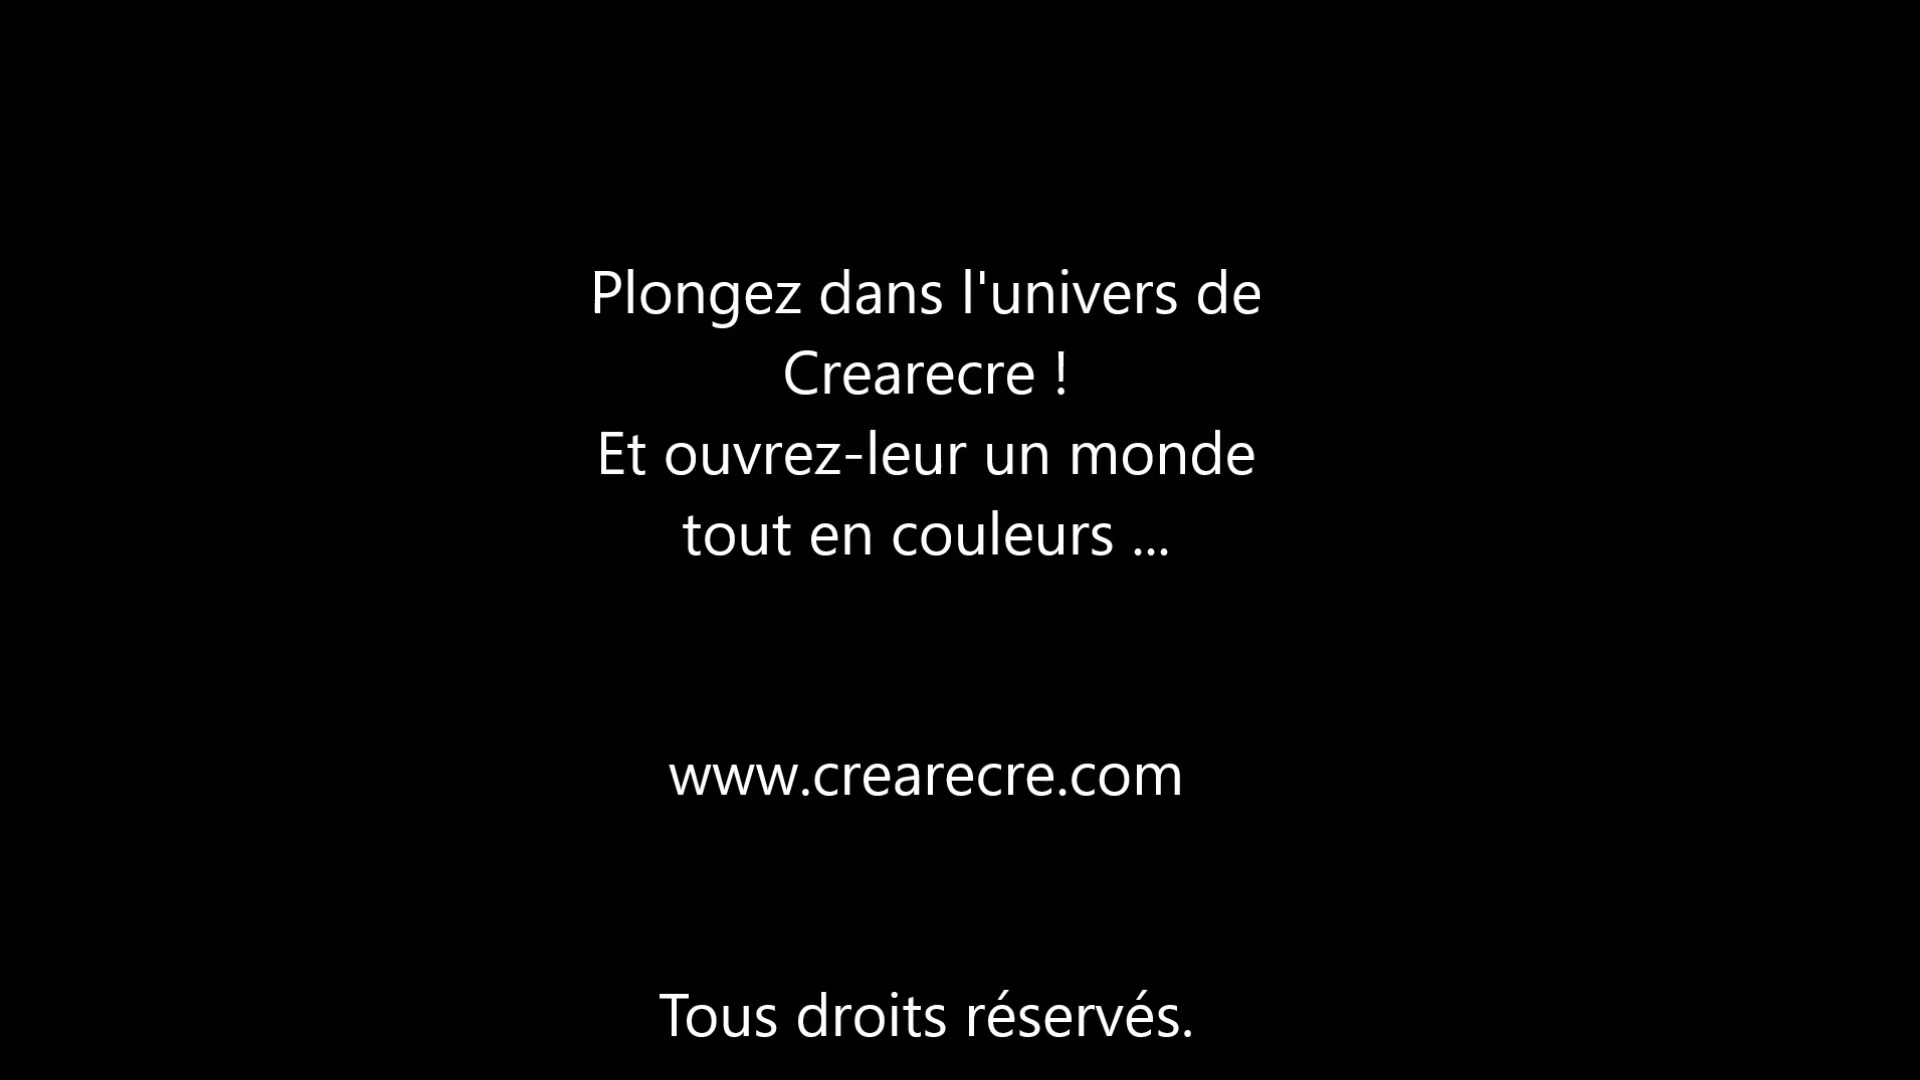 Plongez dans l'univers de
Crearecre !
Et ouvrez-leur un monde
tout en couleurs ...
www.crearecre.com
Tous droits réservés.